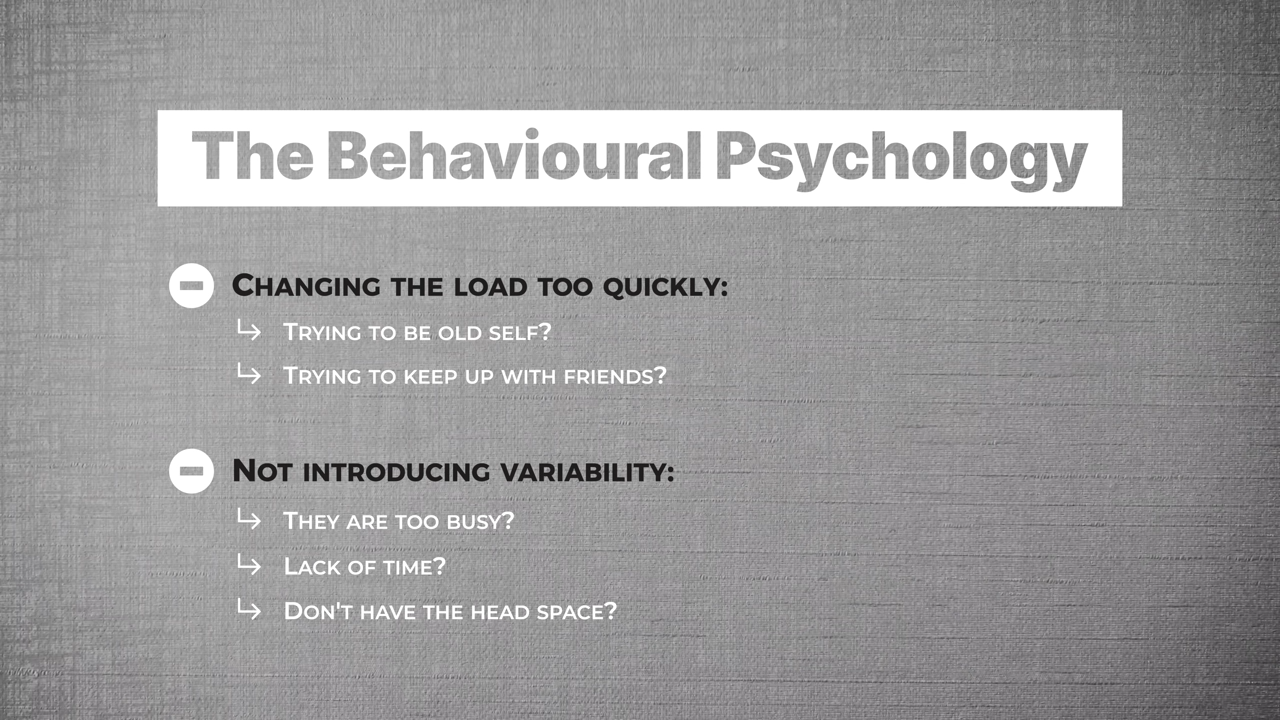 The Behavioural Psychology
Changing the load too quickly:
Trying to be old self?
Trying to keep up with friends?
Not introducing variability:
They are too busy?
Lack of time?
Don't have the head space?